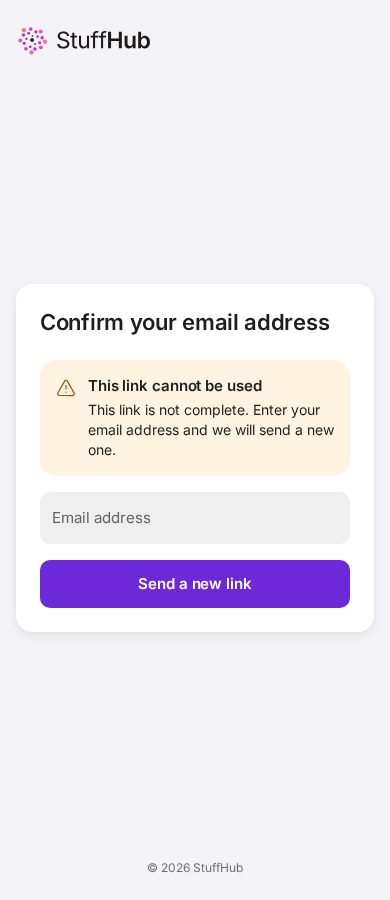 StuffHub
Confirm your email address
This link cannot be used
This link is not complete. Enter your
email address and we will send a new
one.
Email address
Send a new link
© 2026 StuffHub